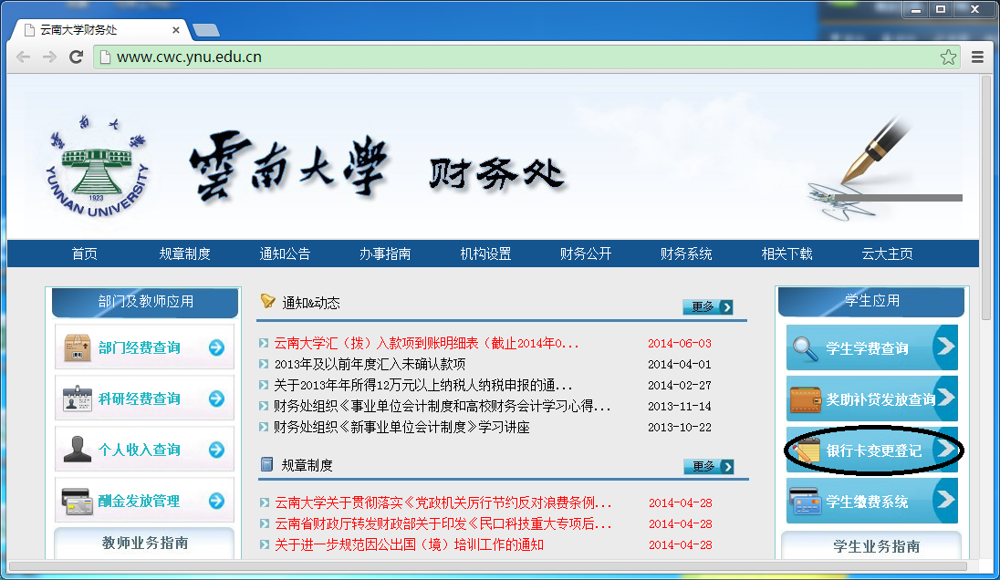 云南大学财务处
www.cwc.ynu.edu.cn
云南大学
YUNNAN UNIVERSITY
1923
雲南大學 财务处
首页 规章制度 通知公告 办事指南 机构设置 财务公开 财务系统 相关下载 云大主页
部门及教师应用
部门经费查询
科研经费查询
个人收入查询
酬金发放管理
教师业务指南
通知&动态 更多
云南大学汇（拨）入款项到账明细表（截止2014年0... 2014-06-03
2013年及以前年度汇入未确认款项 2014-04-01
关于2013年年所得12万元以上纳税人纳税申报的通... 2014-02-27
财务处组织《事业单位会计制度和高校财务会计学习心得... 2013-11-14
财务处组织《新事业单位会计制度》学习讲座 2013-10-22
规章制度 更多
云南大学关于贯彻落实《党政机关厉行节约反对浪费条例... 2014-04-28
云南省财政厅转发财政部关于印发《民口科技重大专项后... 2014-04-28
关于进一步规范因公出国（境）培训工作的通知 2014-04-28
学生应用
学生学费查询
奖助补贷发放查询
银行卡变更登记
学生缴费系统
学生业务指南